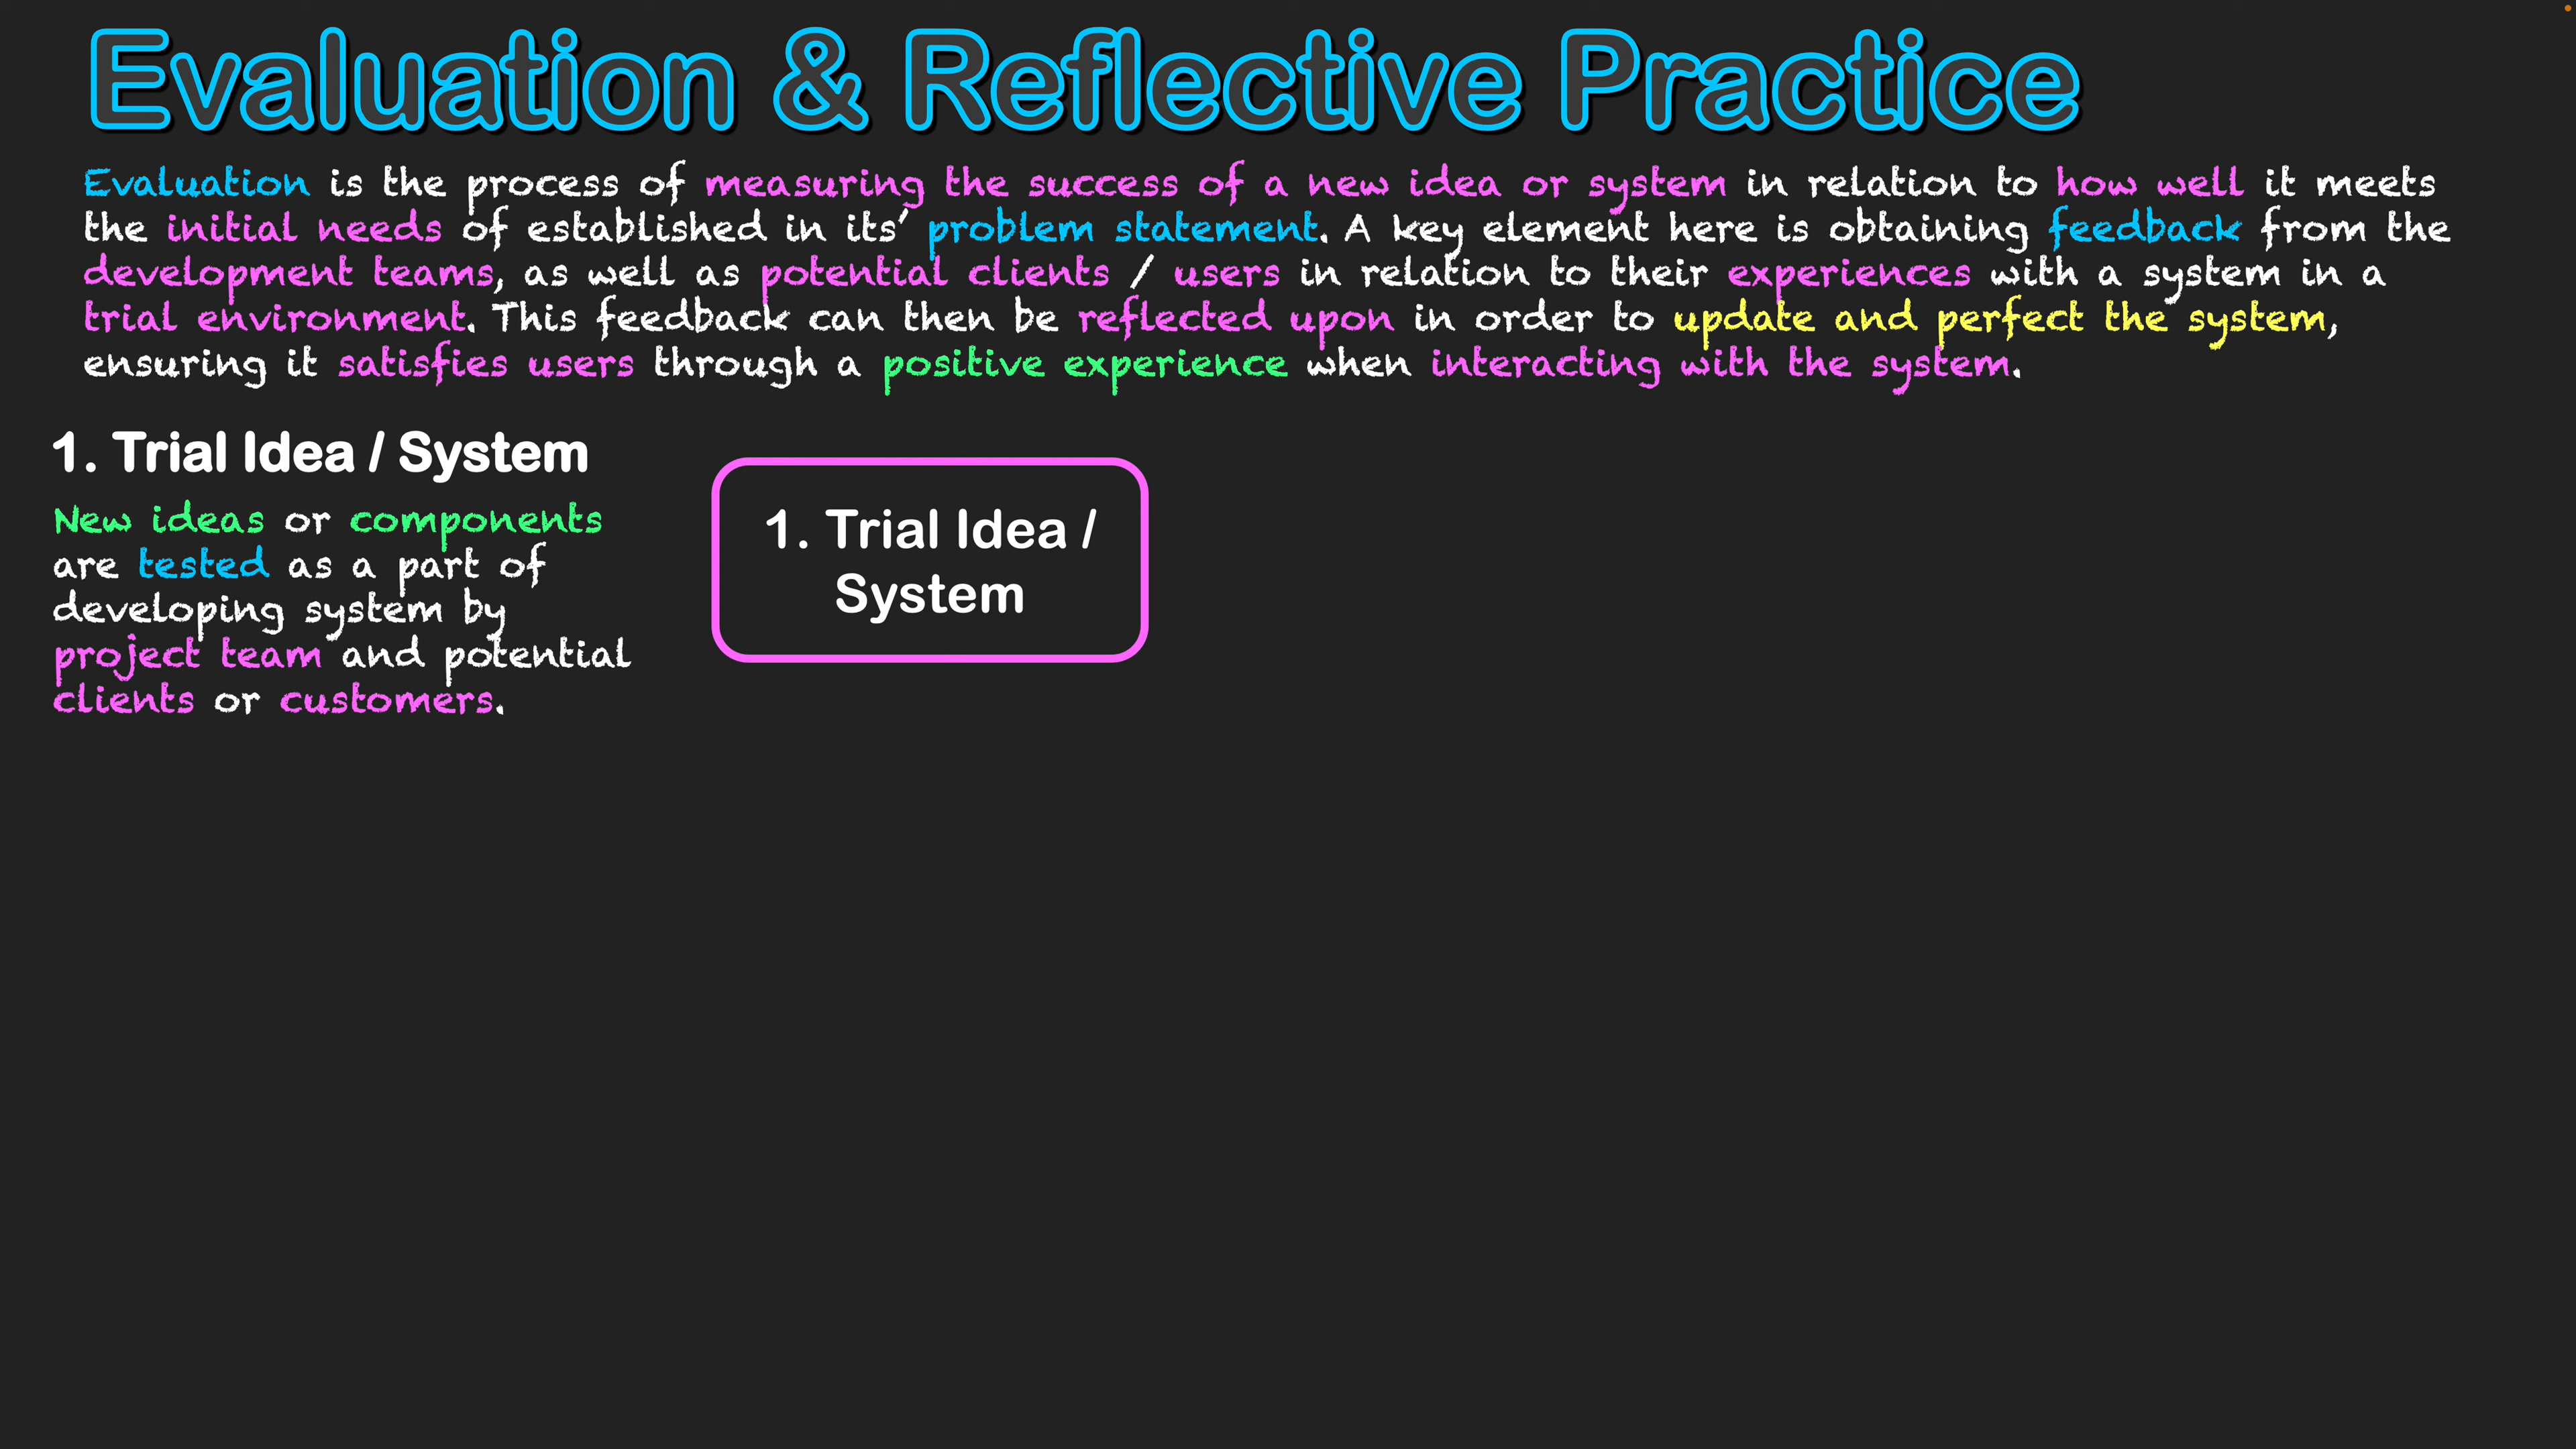 Evaluation & Reflective Practice
Evaluation is the process of measuring the success of a new idea or system in relation to how well it meets
the initial needs of established in its’ problem statement. A key element here is obtaining feedback from the
development teams, as well as potential clients / users in relation to their experiences with a system in a
trial environment. This feedback can then be reflected upon in order to update and perfect the system,
ensuring it satisfies users through a positive experience when interacting with the system.
1. Trial Idea / System
New ideas or components
are tested as a part of
developing system by
project team and potential
clients or customers.
1. Trial Idea /
System